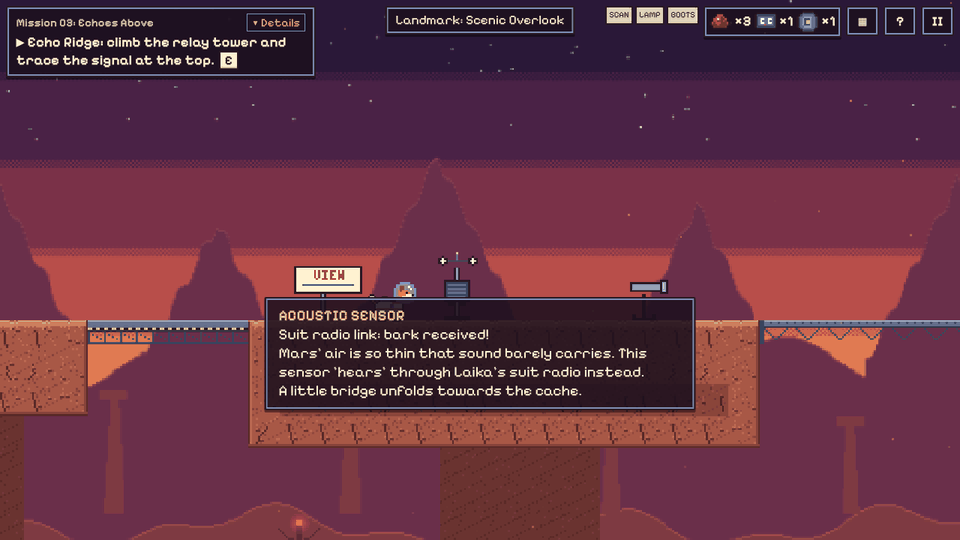 Mission 03: Echoes Above
▾ Details
▶ Echo Ridge: climb the relay tower and
trace the signal at the top. E
Landmark: Scenic Overlook
SCAN LAMP BOOTS
×3 ×1 ×1
?
VIEW
ACOUSTIC SENSOR
Suit radio link: bark received!
Mars' air is so thin that sound barely carries. This
sensor 'hears' through Laika's suit radio instead.
A little bridge unfolds towards the cache.